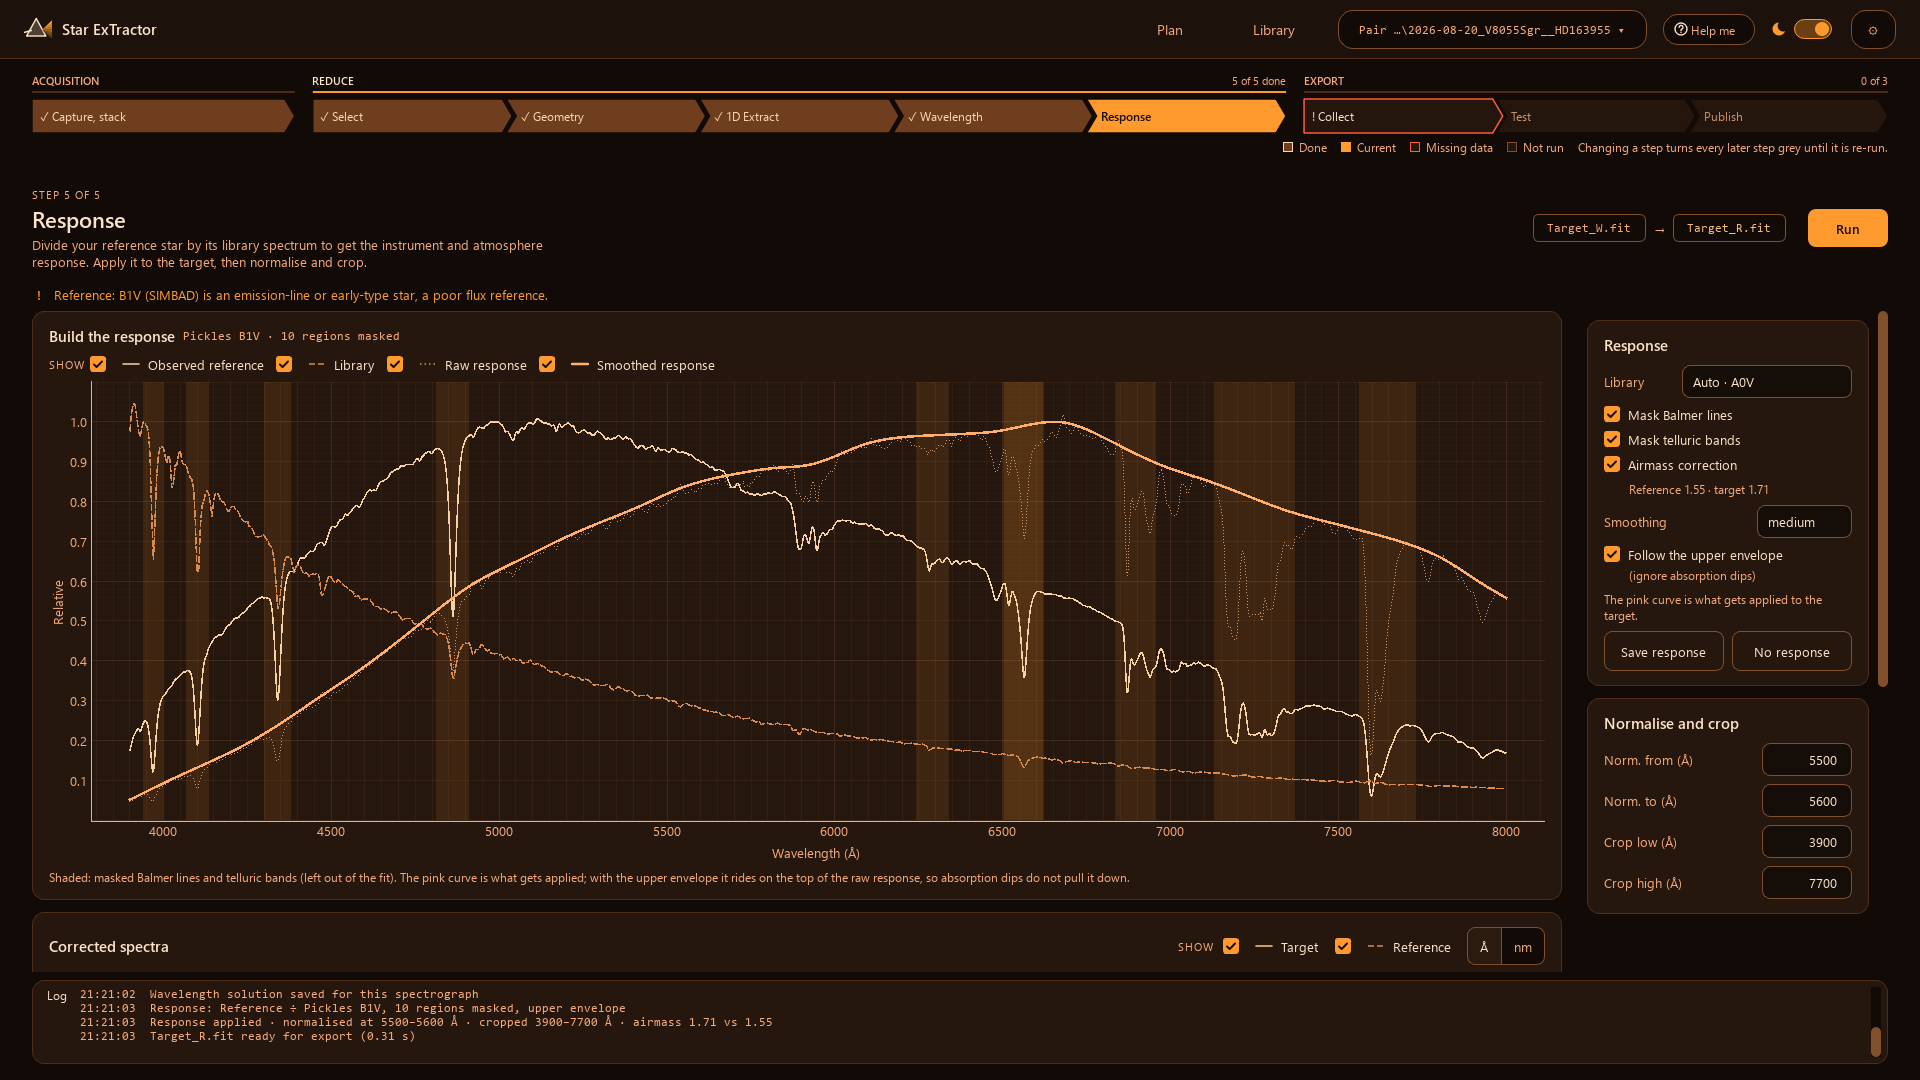 Star ExTractor
Plan
Library
Pair …\2026-08-20_V8055Sgr__HD163955 ▾
Help me
ACQUISITION
REDUCE
5 of 5 done
EXPORT
0 of 3
✓ Capture, stack
✓ Select
✓ Geometry
✓ 1D Extract
✓ Wavelength
Response
! Collect
Test
Publish
Done
Current
Missing data
Not run
Changing a step turns every later step grey until it is re-run.
STEP 5 OF 5
Response
Divide your reference star by its library spectrum to get the instrument and atmosphere
response. Apply it to the target, then normalise and crop.
Target_W.fit → Target_R.fit
Run
! Reference: B1V (SIMBAD) is an emission-line or early-type star, a poor flux reference.
Build the response Pickles B1V · 10 regions masked
SHOW Observed reference Library Raw response Smoothed response
Relative
1.0
0.9
0.8
0.7
0.6
0.5
0.4
0.3
0.2
0.1
4000 4500 5000 5500 6000 6500 7000 7500 8000
Wavelength (Å)
Shaded: masked Balmer lines and telluric bands (left out of the fit). The pink curve is what gets applied; with the upper envelope it rides on the top of the raw response, so absorption dips do not pull it down.
Response
Library Auto · A0V
Mask Balmer lines
Mask telluric bands
Airmass correction
Reference 1.55 · target 1.71
Smoothing medium
Follow the upper envelope
(ignore absorption dips)
The pink curve is what gets applied to the
target.
Save response
No response
Normalise and crop
Norm. from (Å) 5500
Norm. to (Å) 5600
Crop low (Å) 3900
Crop high (Å) 7700
Corrected spectra
SHOW Target Reference Å nm
Log
21:21:02 Wavelength solution saved for this spectrograph
21:21:03 Response: Reference ÷ Pickles B1V, 10 regions masked, upper envelope
21:21:03 Response applied · normalised at 5500–5600 Å · cropped 3900–7700 Å · airmass 1.71 vs 1.55
21:21:03 Target_R.fit ready for export (0.31 s)